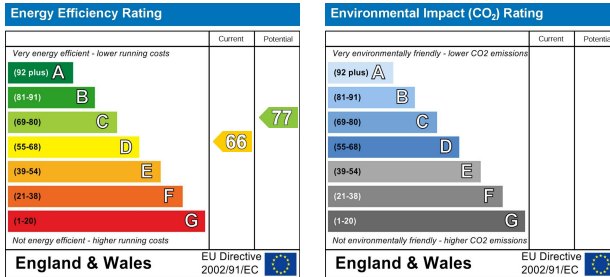 Energy Efficiency Rating
Current Potential
Very energy efficient - lower running costs
(92 plus) A
(81-91) B
(69-80) C
77
(55-68) D
66
(39-54) E
(21-38) F
(1-20) G
Not energy efficient - higher running costs
England & Wales
EU Directive
2002/91/EC
Environmental Impact (CO₂) Rating
Current Potential
Very environmentally friendly - lower CO2 emissions
(92 plus) A
(81-91) B
(69-80) C
(55-68) D
(39-54) E
(21-38) F
(1-20) G
Not environmentally friendly - higher CO2 emissions
England & Wales
EU Directive
2002/91/EC